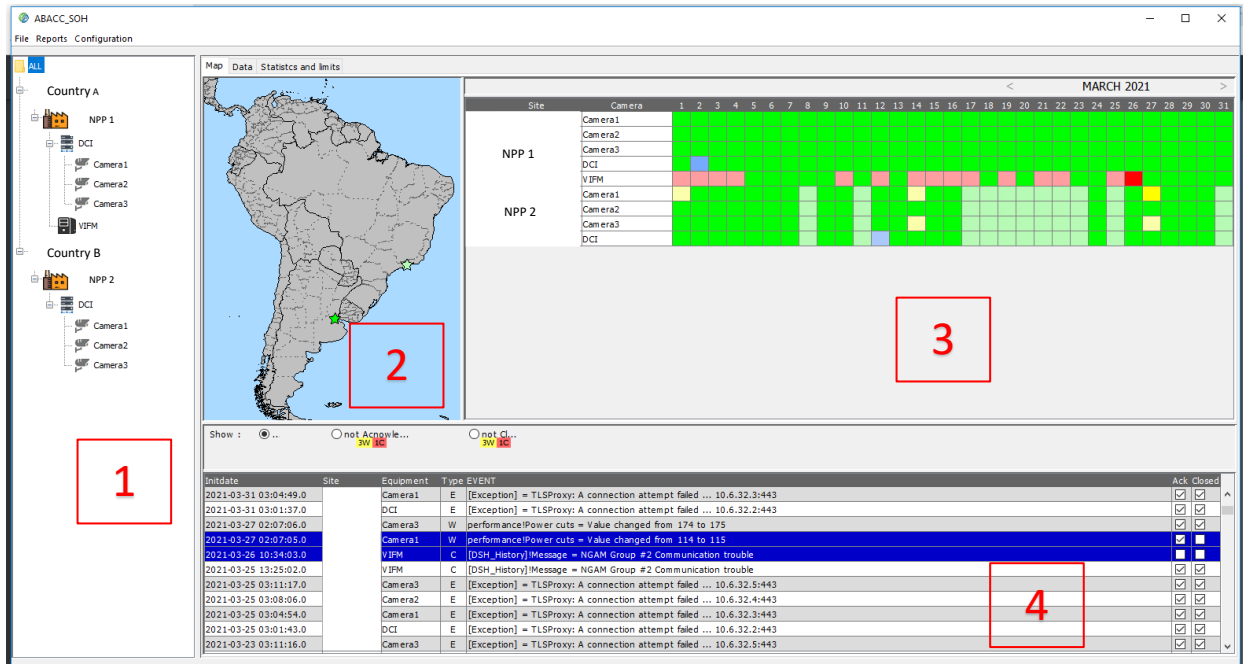 ABACC_SOH
File Reports Configuration
ALL
Country A
NPP 1
DCI
Camera1
Camera2
Camera3
VIFM
Country B
NPP 2
DCI
Camera1
Camera2
Camera3
1
Map Data Statistcs and limits
2
< MARCH 2021 >
Site Camera 1 2 3 4 5 6 7 8 9 10 11 12 13 14 15 16 17 18 19 20 21 22 23 24 25 26 27 28 29 30 31
NPP 1
Camera1
Camera2
Camera3
DCI
VIFM
NPP 2
Camera1
Camera2
Camera3
DCI
3
Show : .. not Acnowle... not Cl...
3W 1C 3W 1C
Initdate Site Equipment Type EVENT Ack Closed
2021-03-31 03:04:49.0 Camera1 E [Exception] = TLSProxy: A connection attempt failed ... 10.6.32.3:443
2021-03-31 03:01:37.0 DCI E [Exception] = TLSProxy: A connection attempt failed ... 10.6.32.2:443
2021-03-27 02:07:06.0 Camera3 W performance!Power cuts = Value changed from 174 to 175
2021-03-27 02:07:05.0 Camera1 W performance!Power cuts = Value changed from 114 to 115
2021-03-26 10:34:03.0 VIFM C [DSH_History]!Message = NGAM Group #2 Communication trouble
2021-03-25 13:25:02.0 VIFM C [DSH_History]!Message = NGAM Group #2 Communication trouble
2021-03-25 03:11:17.0 Camera3 E [Exception] = TLSProxy: A connection attempt failed ... 10.6.32.5:443
2021-03-25 03:08:06.0 Camera2 E [Exception] = TLSProxy: A connection attempt failed ... 10.6.32.4:443
2021-03-25 03:04:54.0 Camera1 E [Exception] = TLSProxy: A connection attempt failed ... 10.6.32.3:443
2021-03-25 03:01:43.0 DCI E [Exception] = TLSProxy: A connection attempt failed ... 10.6.32.2:443
2021-03-23 03:11:16.0 Camera3 E [Exception] = TLSProxy: A connection attempt failed ... 10.6.32.5:443
4